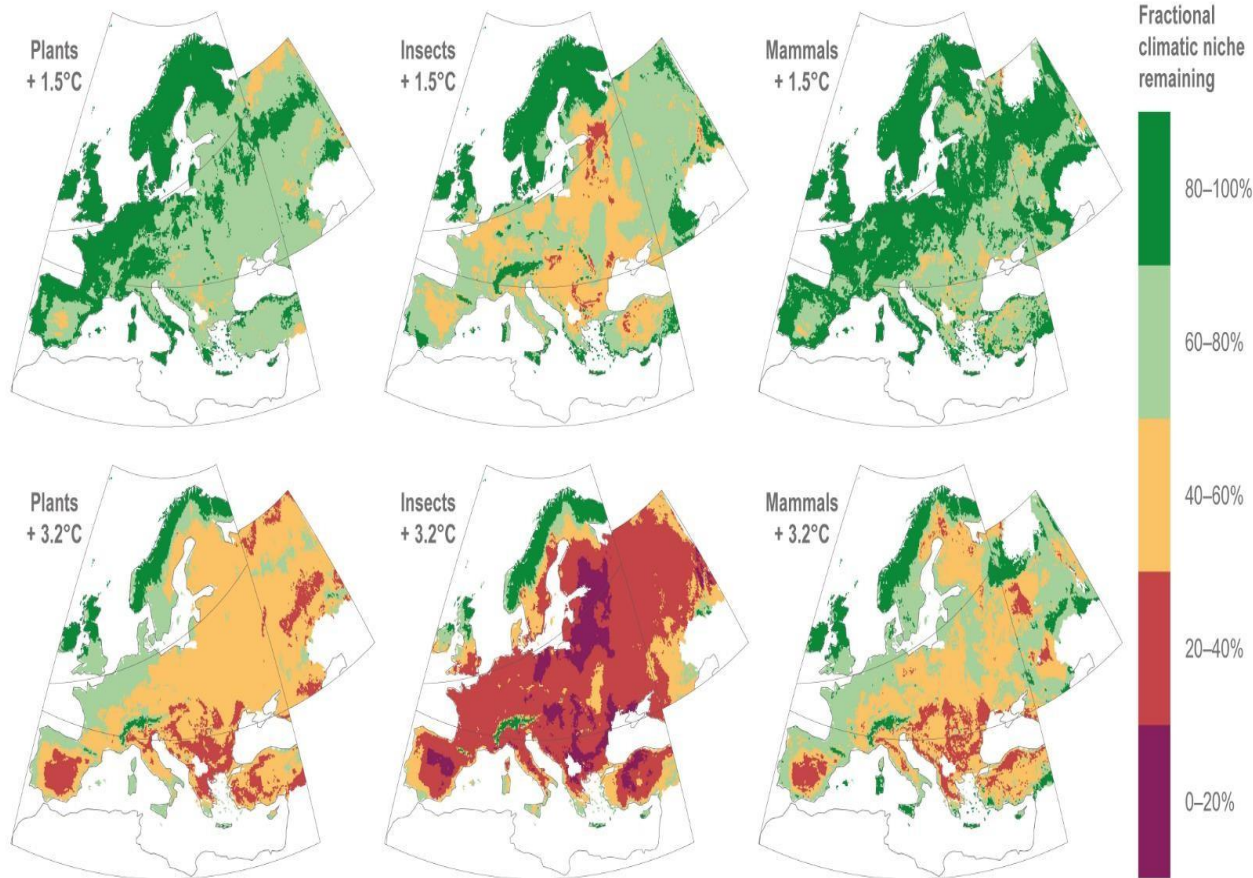 Plants
+ 1.5°C
Insects
+ 1.5°C
Mammals
+ 1.5°C
Fractional
climatic niche
remaining
80–100%
60–80%
40–60%
20–40%
0–20%
Plants
+ 3.2°C
Insects
+ 3.2°C
Mammals
+ 3.2°C